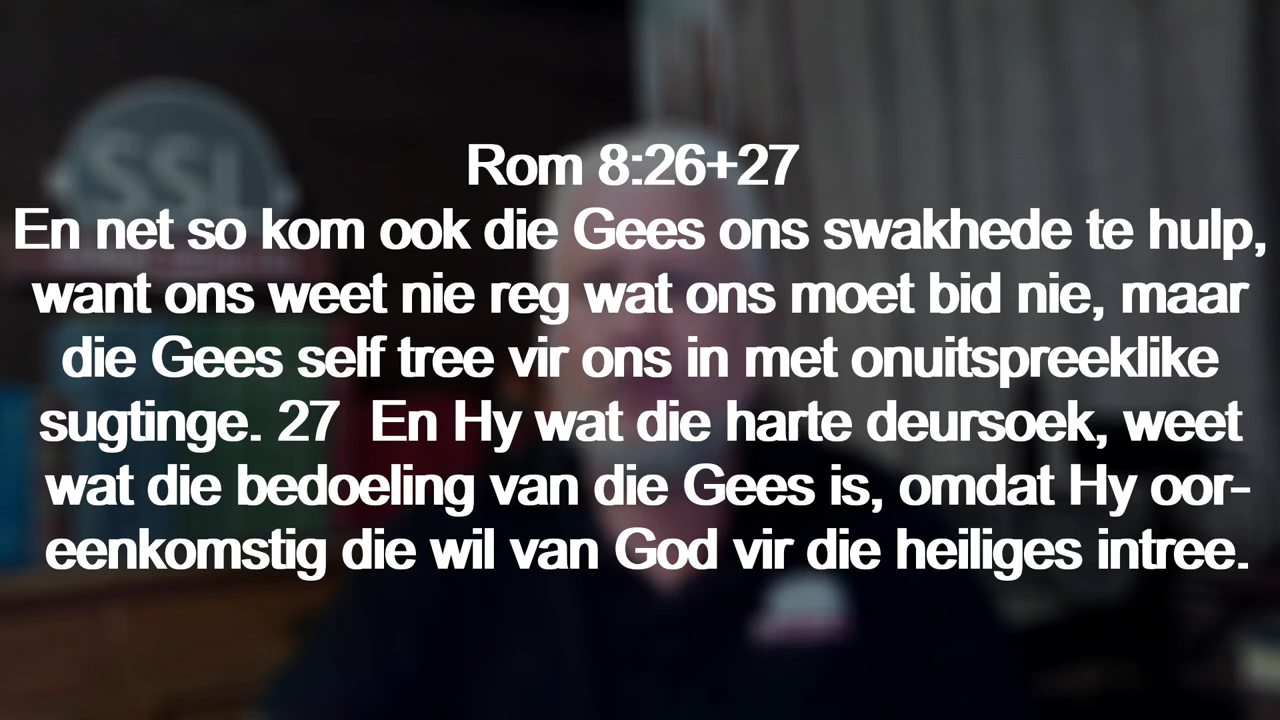 SSL
Rom 8:26+27
En net so kom ook die Gees ons swakhede te hulp,
want ons weet nie reg wat ons moet bid nie, maar
die Gees self tree vir ons in met onuitspreeklike
sugtinge. 27  En Hy wat die harte deursoek, weet
wat die bedoeling van die Gees is, omdat Hy oor-
eenkomstig die wil van God vir die heiliges intree.